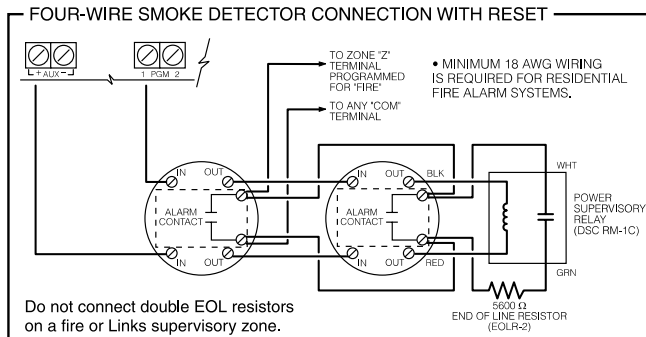 FOUR-WIRE SMOKE DETECTOR CONNECTION WITH RESET
+ AUX - 
1 PGM 2
TO ZONE "Z"
TERMINAL
PROGRAMMED
FOR "FIRE"
TO ANY "COM"
TERMINAL
• MINIMUM 18 AWG WIRING
IS REQUIRED FOR RESIDENTIAL
FIRE ALARM SYSTEMS.
IN OUT
ALARM
CONTACT
IN OUT
IN OUT
ALARM
CONTACT
IN OUT
BLK
RED
WHT
GRN
POWER
SUPERVISORY
RELAY
(DSC RM-1C)
5600 Ω
END OF LINE RESISTOR
(EOLR-2)
Do not connect double EOL resistors
on a fire or Links supervisory zone.